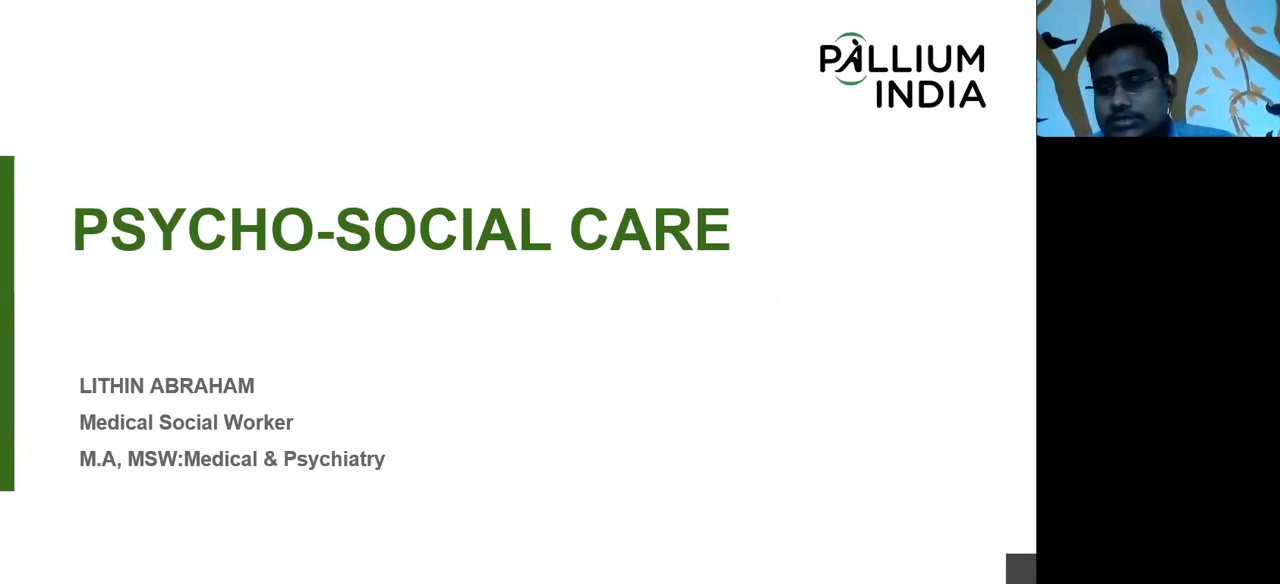 PALLIUM
INDIA
PSYCHO-SOCIAL CARE
LITHIN ABRAHAM
Medical Social Worker
M.A, MSW:Medical & Psychiatry